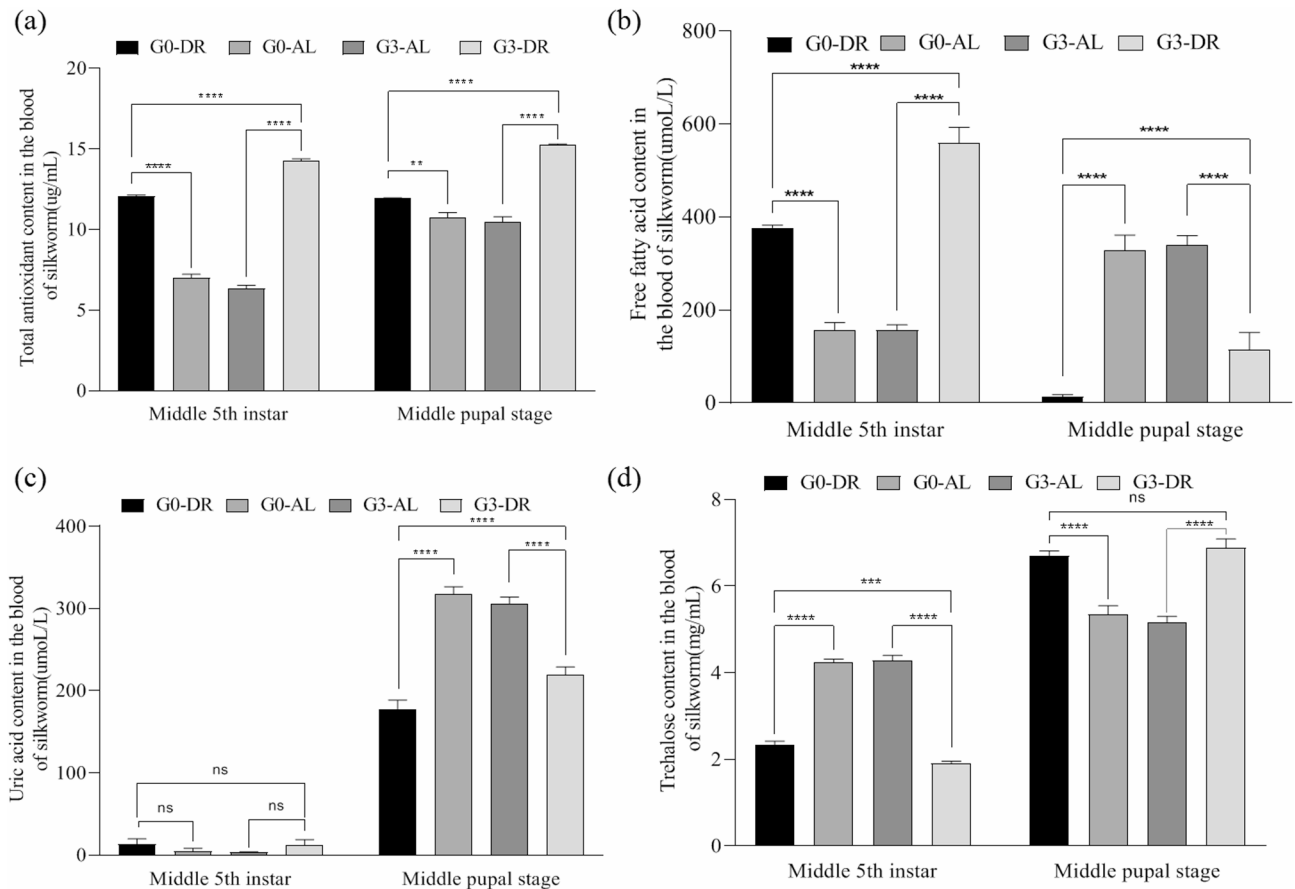 (a)
G0-DR G0-AL G3-AL G3-DR
Total antioxidant content in the blood
of silkworm(ug/mL)
20
15
10
5
0
****
****
****
****
****
**
Middle 5th instar Middle pupal stage
(b)
G0-DR G0-AL G3-AL G3-DR
Free fatty acid content in
the blood of silkworm(umoL/L)
800
600
400
200
0
****
****
****
****
****
****
Middle 5th instar Middle pupal stage
(c)
G0-DR G0-AL G3-AL G3-DR
Uric acid content in the blood
of silkworm(umoL/L)
400
300
200
100
0
ns
ns
ns
****
****
****
Middle 5th instar Middle pupal stage
(d)
G0-DR G0-AL G3-AL G3-DR
Trehalose content in the blood
of silkworm(mg/mL)
6
4
2
0
***
****
****
ns
****
****
Middle 5th instar Middle pupal stage